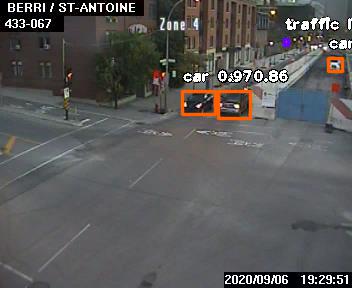 BERRI / ST-ANTOINE
433-067
Zone 4
traffic
car
car 0.970.86
2020/09/06 19:29:51